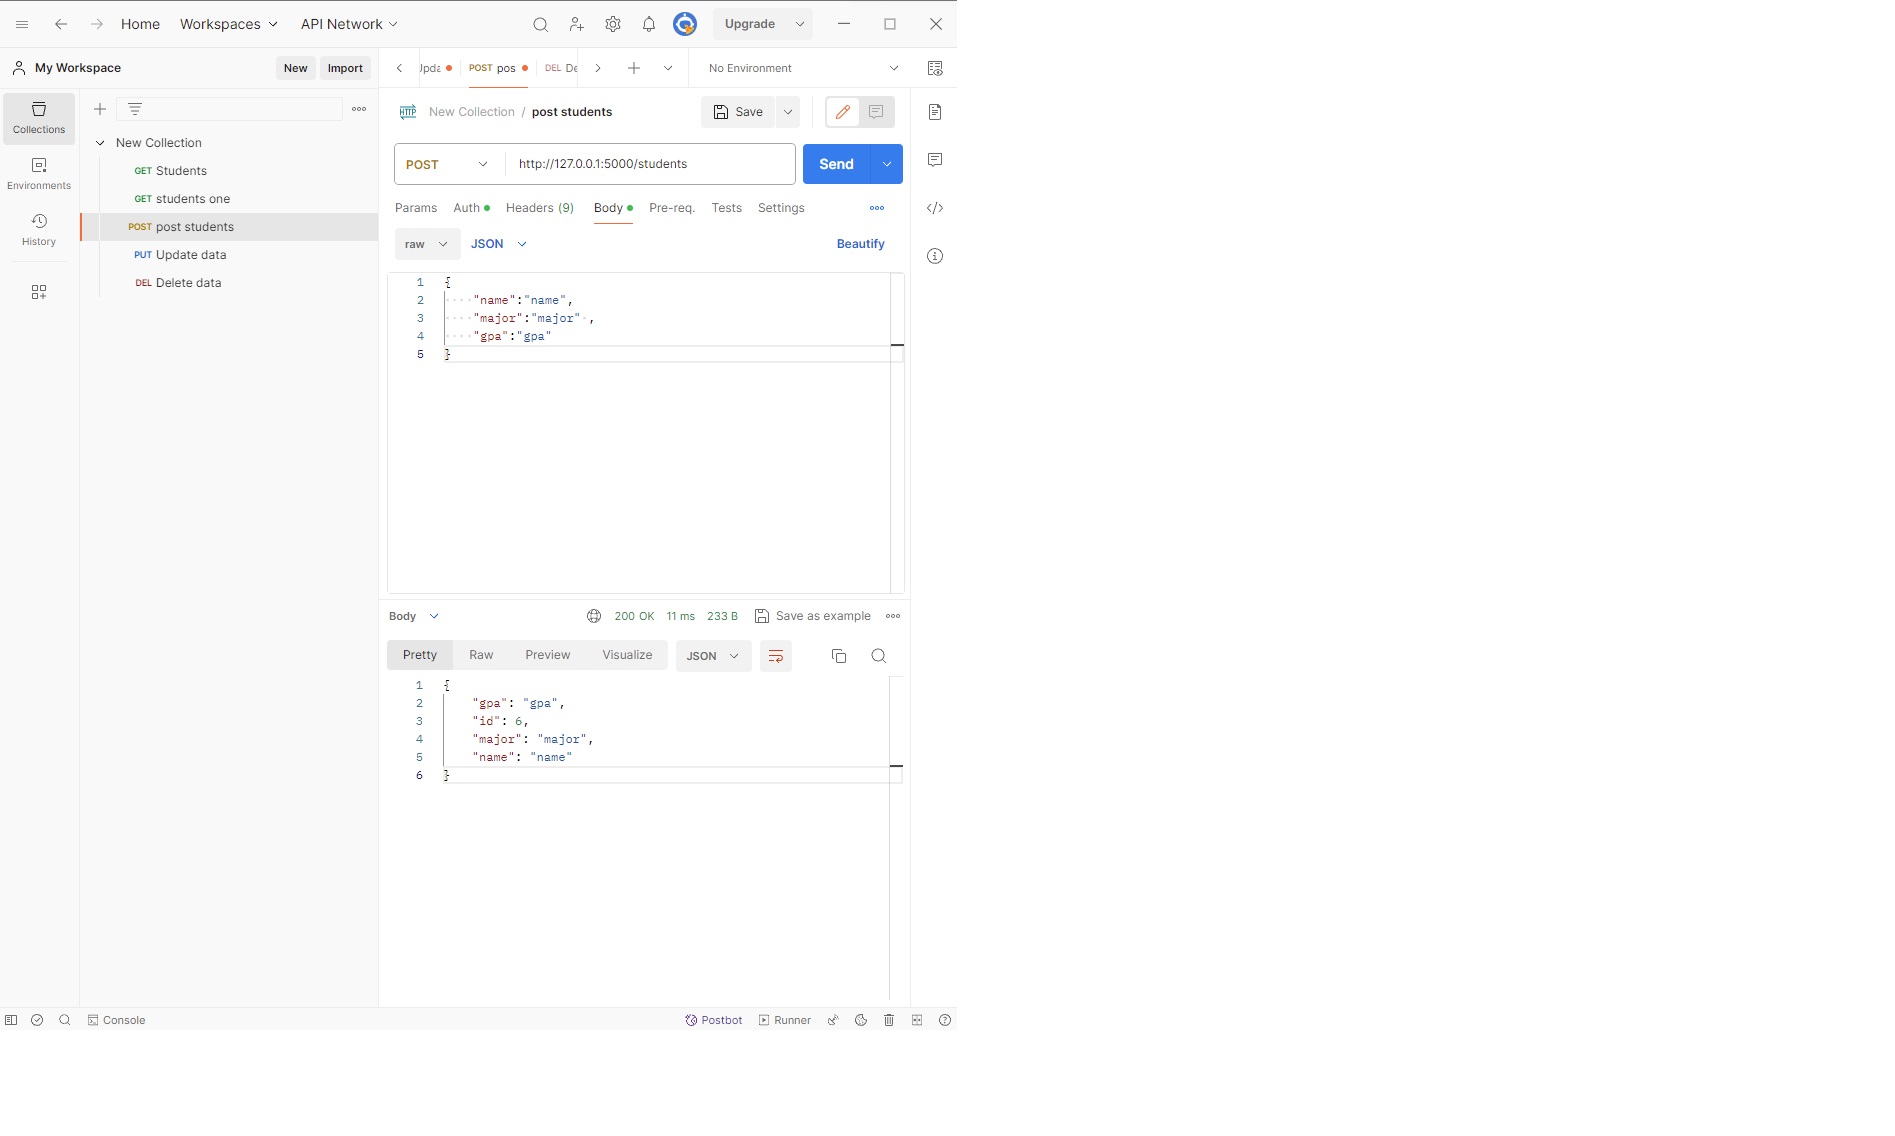 Home Workspaces API Network Upgrade
My Workspace New Import
POST pos DEL De No Environment
Collections
Environments
History
New Collection
GET Students
GET students one
POST post students
PUT Update data
DEL Delete data
HTTP New Collection / post students Save
POST http://127.0.0.1:5000/students Send
Params Auth Headers (9) Body Pre-req. Tests Settings
raw JSON Beautify
1 {
2 "name":"name",
3 "major":"major" ,
4 "gpa":"gpa"
5 }
Body 200 OK 11 ms 233 B Save as example
Pretty Raw Preview Visualize JSON
1 {
2 "gpa": "gpa",
3 "id": 6,
4 "major": "major",
5 "name": "name"
6 }
Console Postbot Runner